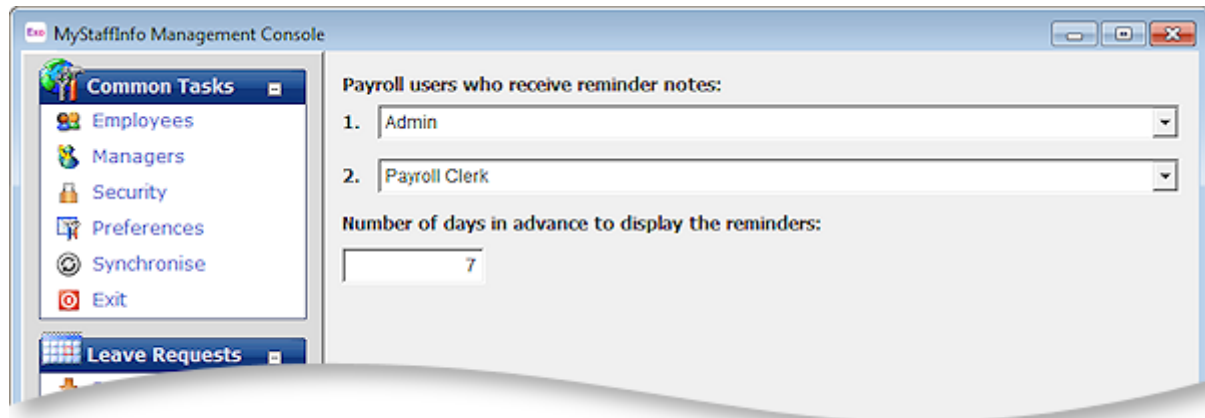 Exo MyStaffInfo Management Console
Common Tasks
Employees
Managers
Security
Preferences
Synchronise
Exit
Leave Requests
Payroll users who receive reminder notes:
1. Admin
2. Payroll Clerk
Number of days in advance to display the reminders:
7